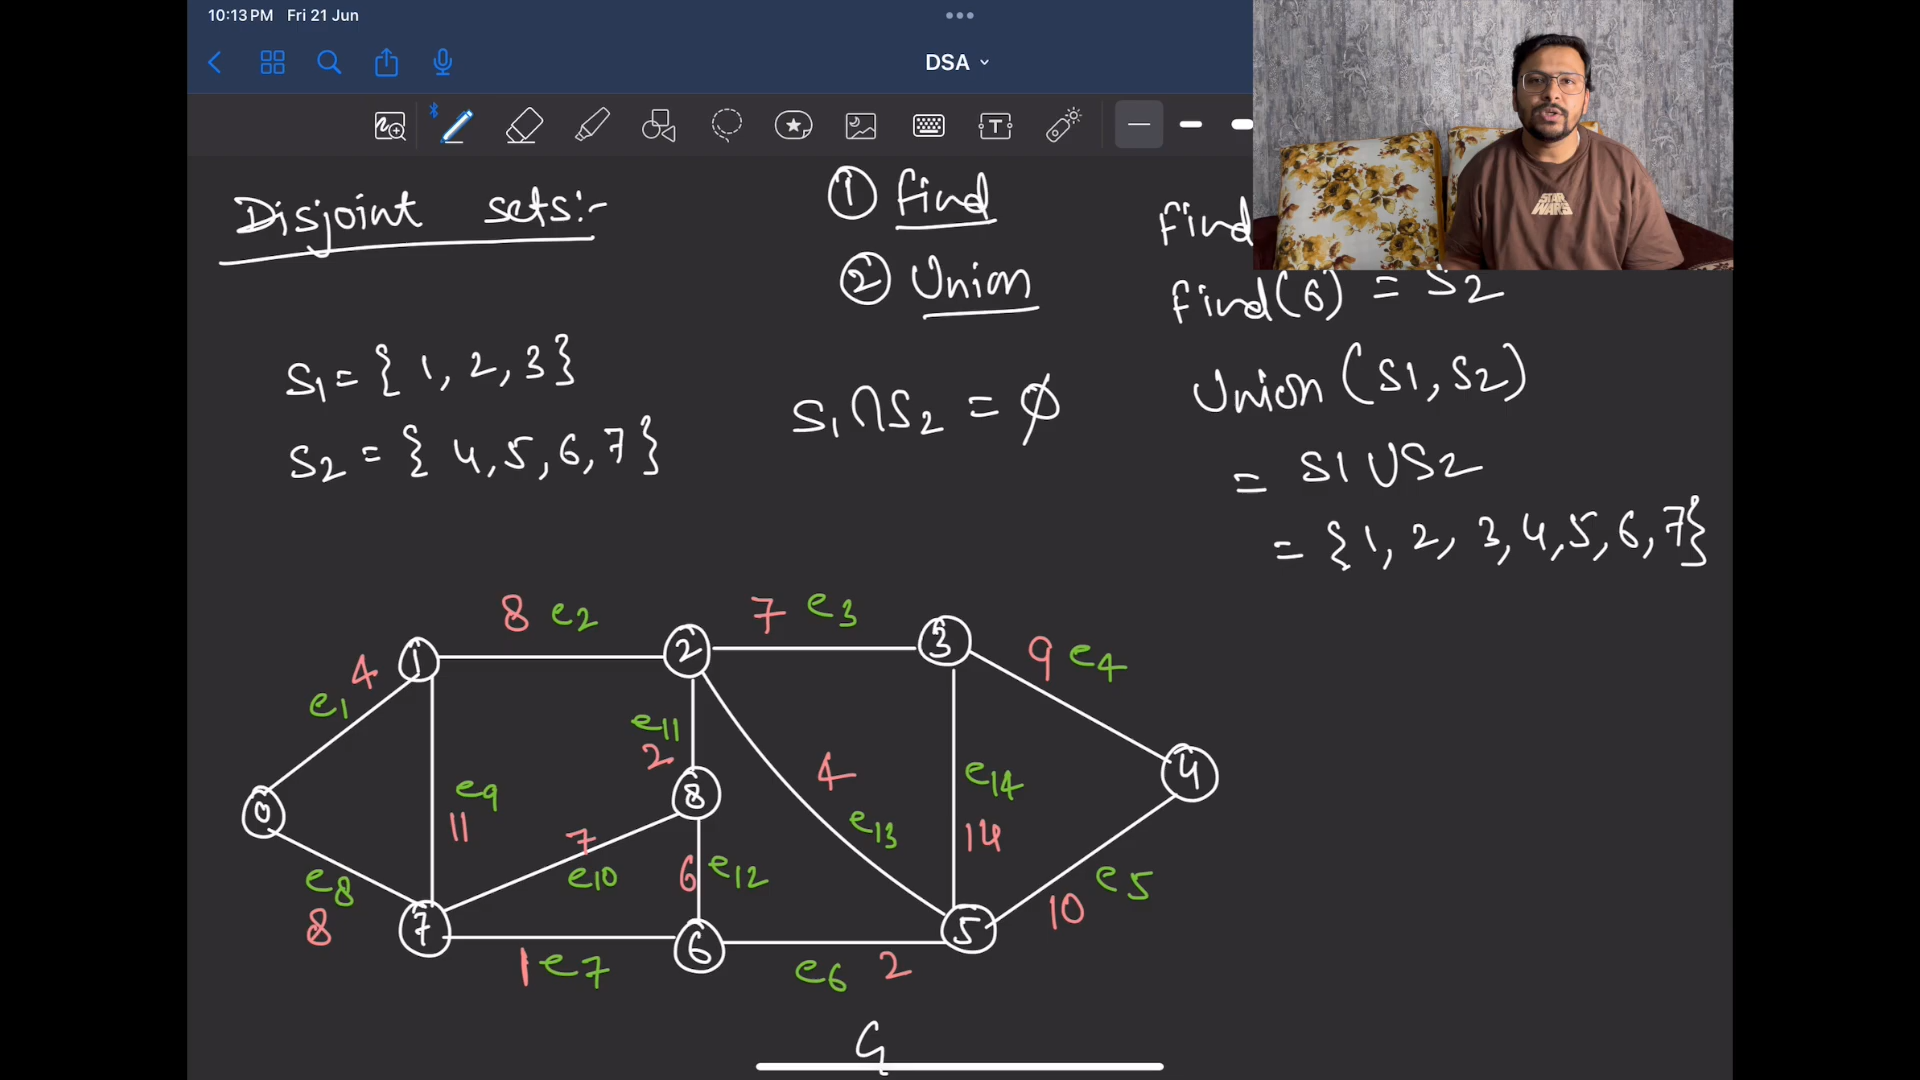 10:13 PM Fri 21 Jun
DSA
T
STAR
WARS
Disjoint sets:-
① Find
② Union
find
find(6) = S2
Union (S1, S2)
= S1 ∪ S2
= {1, 2, 3, 4, 5, 6, 7}
S1 = {1, 2, 3}
S2 = {4, 5, 6, 7}
S1 ∩ S2 = ∅
8 e2
7 e3
9 e4
4
e1
1
2
3
e11
2
e9
11
8
4
e13
e14
14
4
0
7
e10
6 e12
e8
8
7
6
5
10 e5
1 e7
e6 2
G